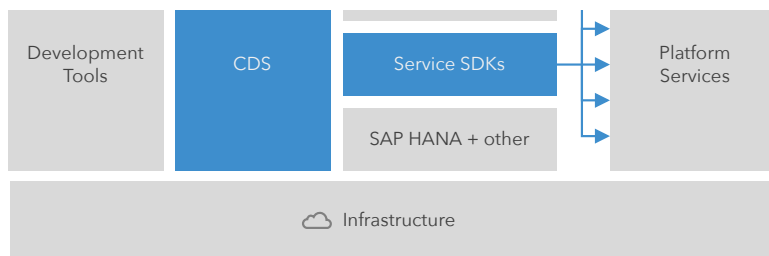 Development
Tools
CDS
Service SDKs
Platform
Services
SAP HANA + other
Infrastructure